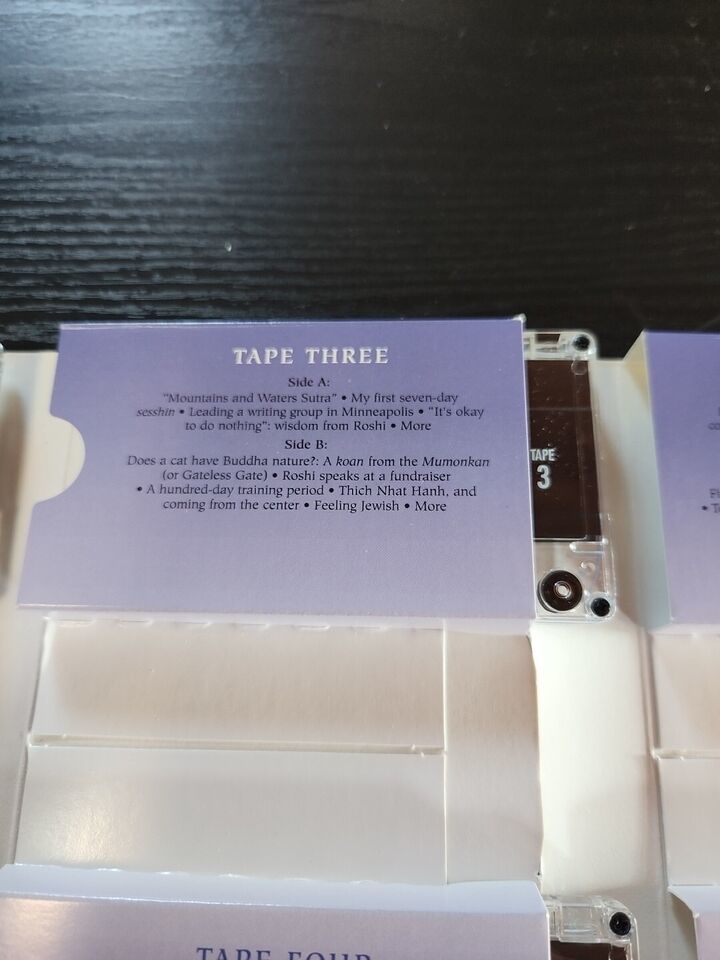 TAPE THREE
Side A:
"Mountains and Waters Sutra" • My first seven-day
sesshin • Leading a writing group in Minneapolis • "It's okay
to do nothing": wisdom from Roshi • More
Side B:
Does a cat have Buddha nature?: A koan from the Mumonkan
(or Gateless Gate) • Roshi speaks at a fundraiser
• A hundred-day training period • Thich Nhat Hanh, and
coming from the center • Feeling Jewish • More
TAPE
3
TAPE FOUR